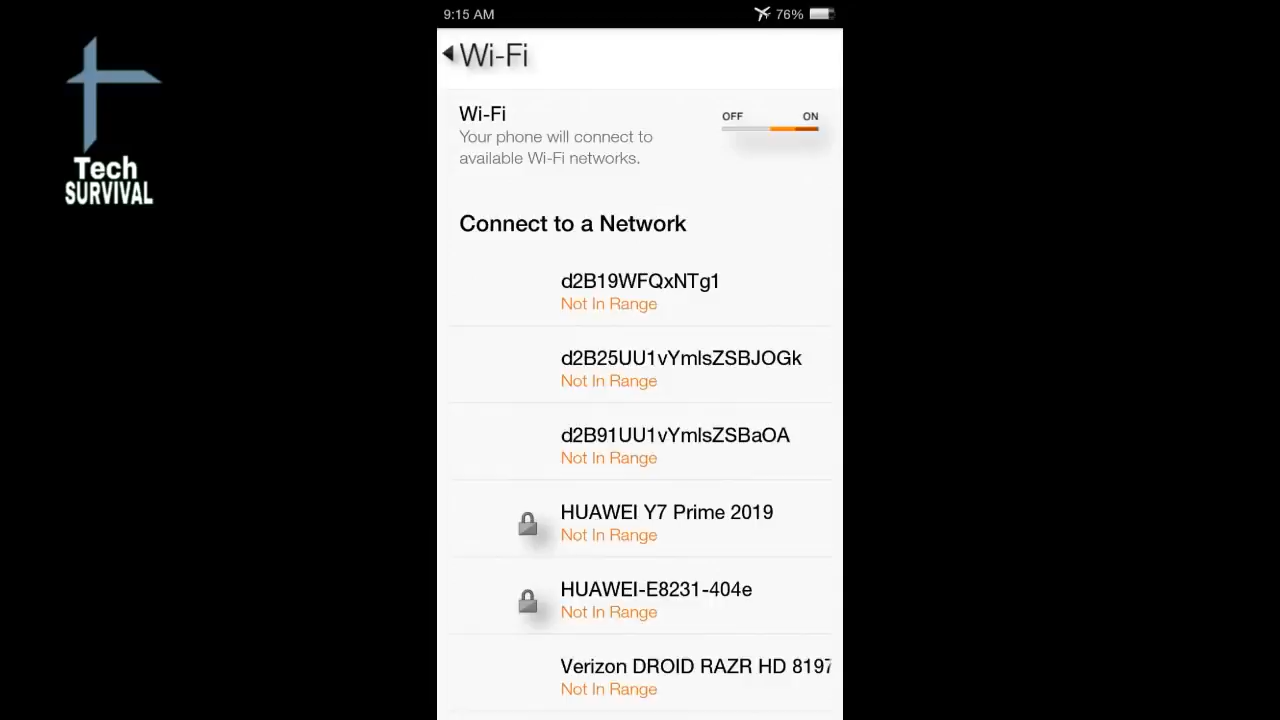 9:15 AM 76%
Wi-Fi
Tech
SURVIVAL
Wi-Fi
OFF ON
Your phone will connect to
available Wi-Fi networks.
Connect to a Network
d2B19WFQxNTg1
Not In Range
d2B25UU1vYmlsZSBJOGk
Not In Range
d2B91UU1vYmlsZSBaOA
Not In Range
HUAWEI Y7 Prime 2019
Not In Range
HUAWEI-E8231-404e
Not In Range
Verizon DROID RAZR HD 8197
Not In Range